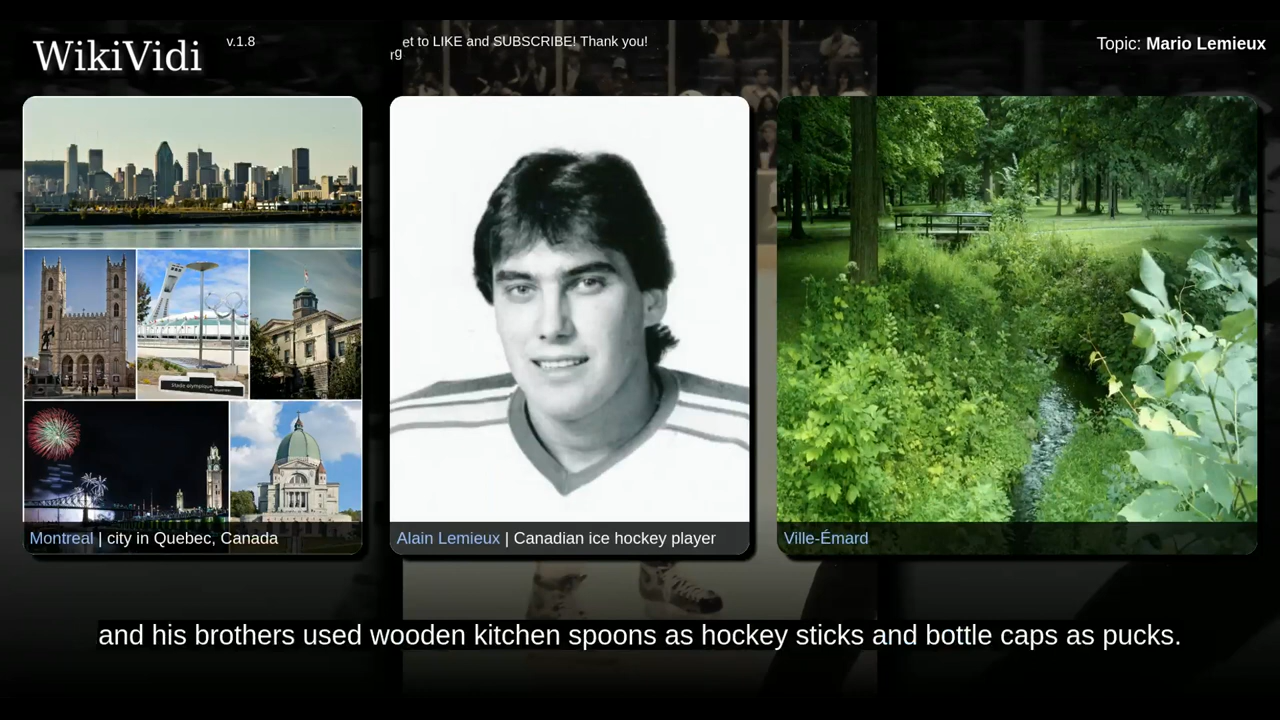 WikiVidi
v.1.8
et to LIKE and SUBSCRIBE! Thank you!
rg
Topic: Mario Lemieux
Montreal | city in Quebec, Canada
Alain Lemieux | Canadian ice hockey player
Ville-Émard
and his brothers used wooden kitchen spoons as hockey sticks and bottle caps as pucks.